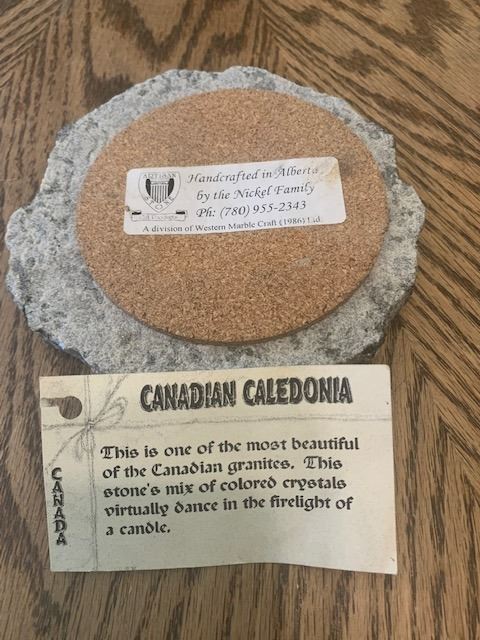 ARTISAN
STONE
Handcrafted in Alberta
by the Nickel Family
Ph: (780) 955-2343
A division of Western Marble Craft (1986) Ltd.
CANADIAN CALEDONIA
This is one of the most beautiful
of the Canadian granites. This
stone's mix of colored crystals
virtually dance in the firelight of
a candle.
CANADA